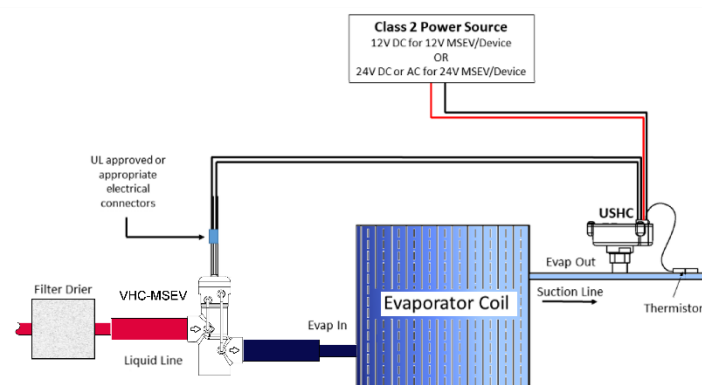 Class 2 Power Source
12V DC for 12V MSEV/Device
OR
24V DC or AC for 24V MSEV/Device
UL approved or
appropriate
electrical
connectors
USHC
Evap Out
Filter Drier
VHC-MSEV
Evaporator Coil
Suction Line
Thermistor
Evap In
Liquid Line